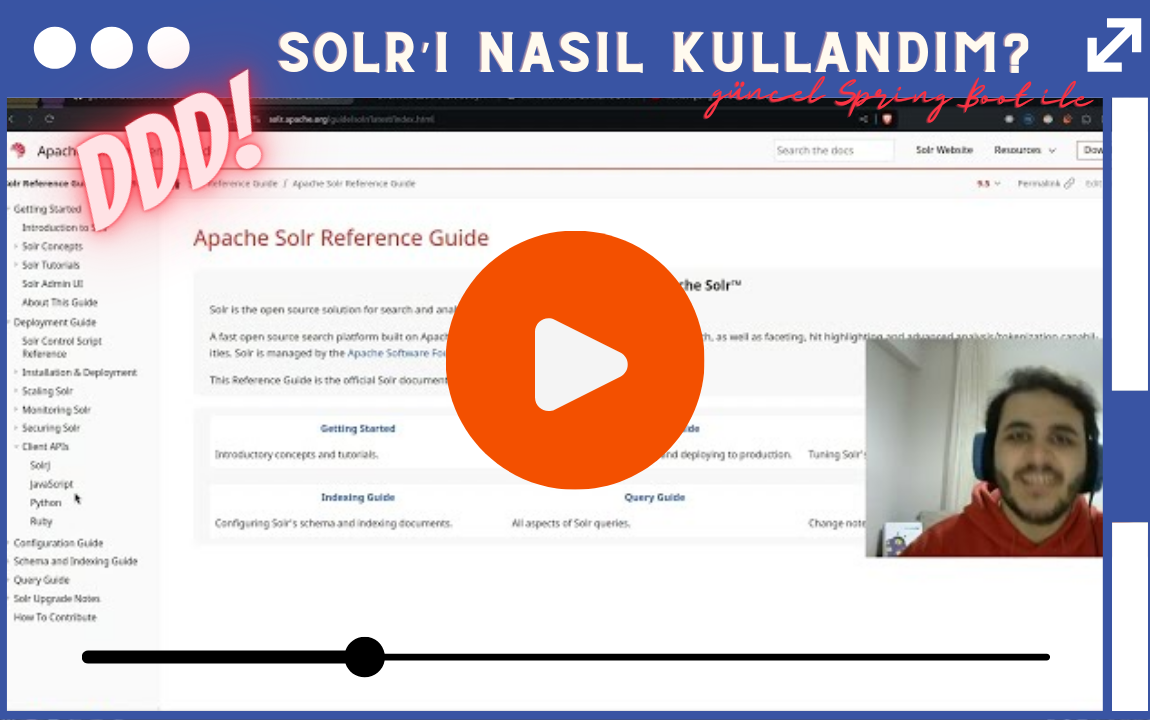 SOLR'I NASIL KULLANDIM?
güncel Spring Boot ile
DDD!
solr.apache.org/guide/solr/latest/index.html
Apac
Search the docs
Solr Website
Resources
Dow
olr Reference Gu
eference Guide / Apache Solr Reference Guide
9.5
Permalink
Edit
Getting Started
Introduction to S
Solr Concepts
Solr Tutorials
Solr Admin UI
About This Guide
Deployment Guide
Solr Control Script
Reference
Installation & Deployment
Scaling Solr
Monitoring Solr
Securing Solr
Client APIs
SolrJ
JavaScript
Python
Ruby
Configuration Guide
Schema and Indexing Guide
Query Guide
Solr Upgrade Notes
How To Contribute
Apache Solr Reference Guide
che Solr™
Solr is the open source solution for search and anal
A fast open source search platform built on Apach h, as well as faceting, hit highlighting and advanced analysis/tokenization capabil-
ities. Solr is managed by the Apache Software Fou
This Reference Guide is the official Solr document
Getting Started ide
Introductory concepts and tutorials. nd deploying to production. Tuning Solr's
Indexing Guide Query Guide
Configuring Solr's schema and indexing documents. All aspects of Solr queries. Change note